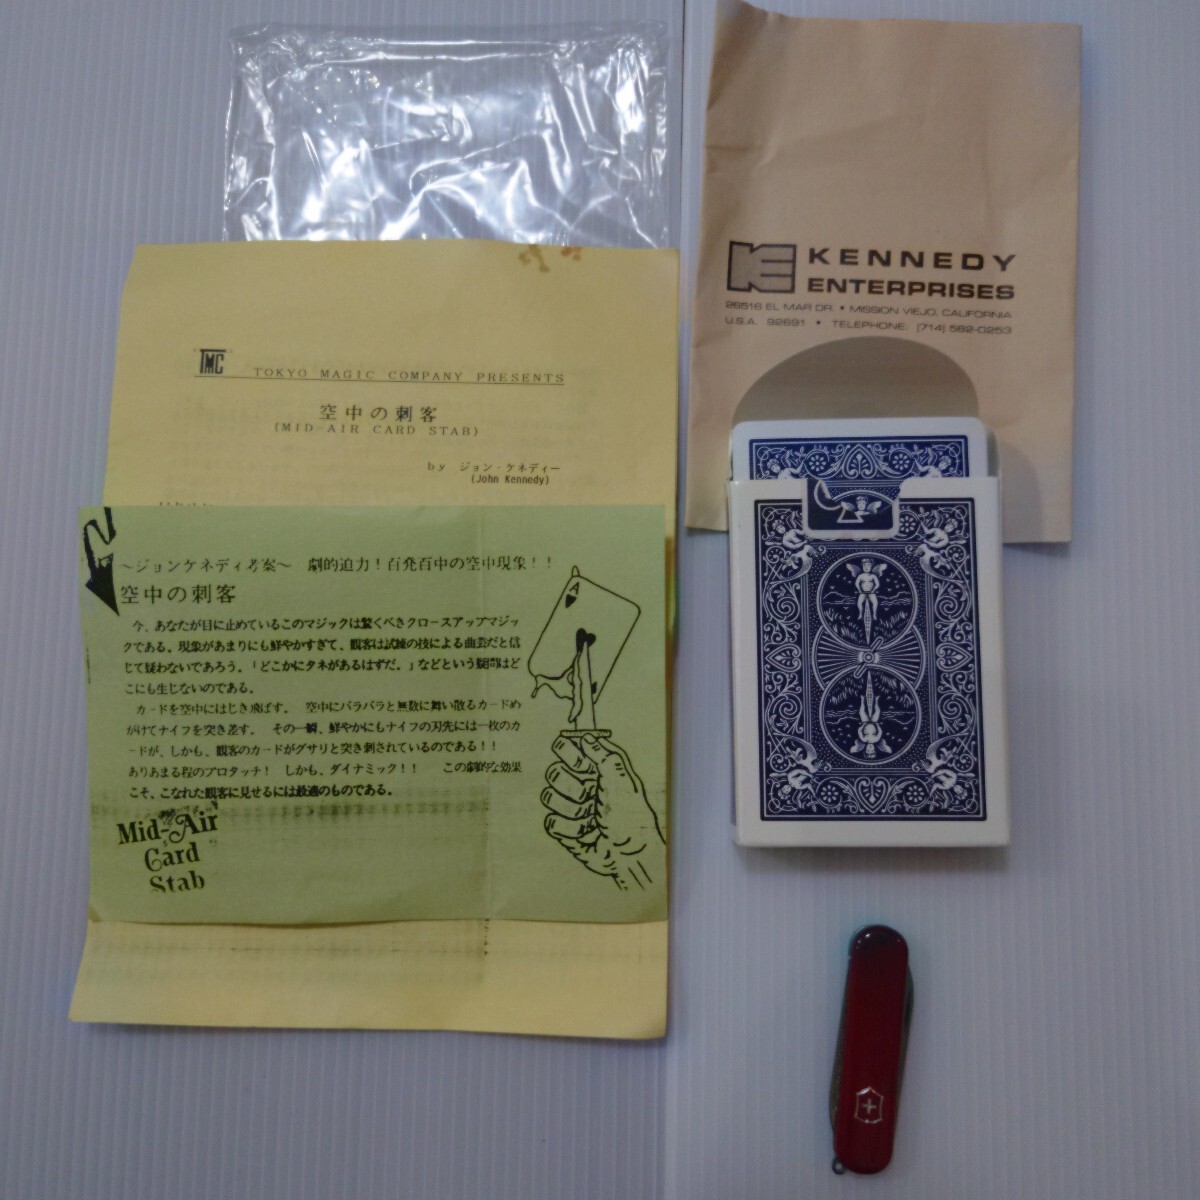 KENNEDY
ENTERPRISES
26516 EL MAR DR. • MISSION VIEJO, CALIFORNIA
U.S.A. 92691 • TELEPHONE: (714) 582-0253
TMC
TOKYO MAGIC COMPANY PRESENTS
空中の刺客
(MID-AIR CARD STAB)
by ジョン・ケネディー
(John Kennedy)
～ジョンケネディ考案～ 劇的迫力！百発百中の空中現象！！
空中の刺客
今、あなたが目に止めているこのマジックは驚くべきクロースアップマジッ
クである。現象があまりにも鮮やかすぎて、観客は試練の技による曲芸だと信
じて疑わないであろう。「どこかにタネがあるはずだ。」などという疑問はど
こにも生じないのである。
カードを空中にはじき飛ばす。 空中にバラバラと無数に舞い散るカードめ
がけてナイフを突き差す。 その一瞬、鮮やかにもナイフの刃先には一枚のカ
ードが、しかも、観客のカードがグサリと突き刺されているのである！！
ありあまる程のプロタッチ！ しかも、ダイナミック！！ この劇的な効果
こそ、こなれた観客に見せるには最適のものである。
A
Mid-Air
Card
Stab